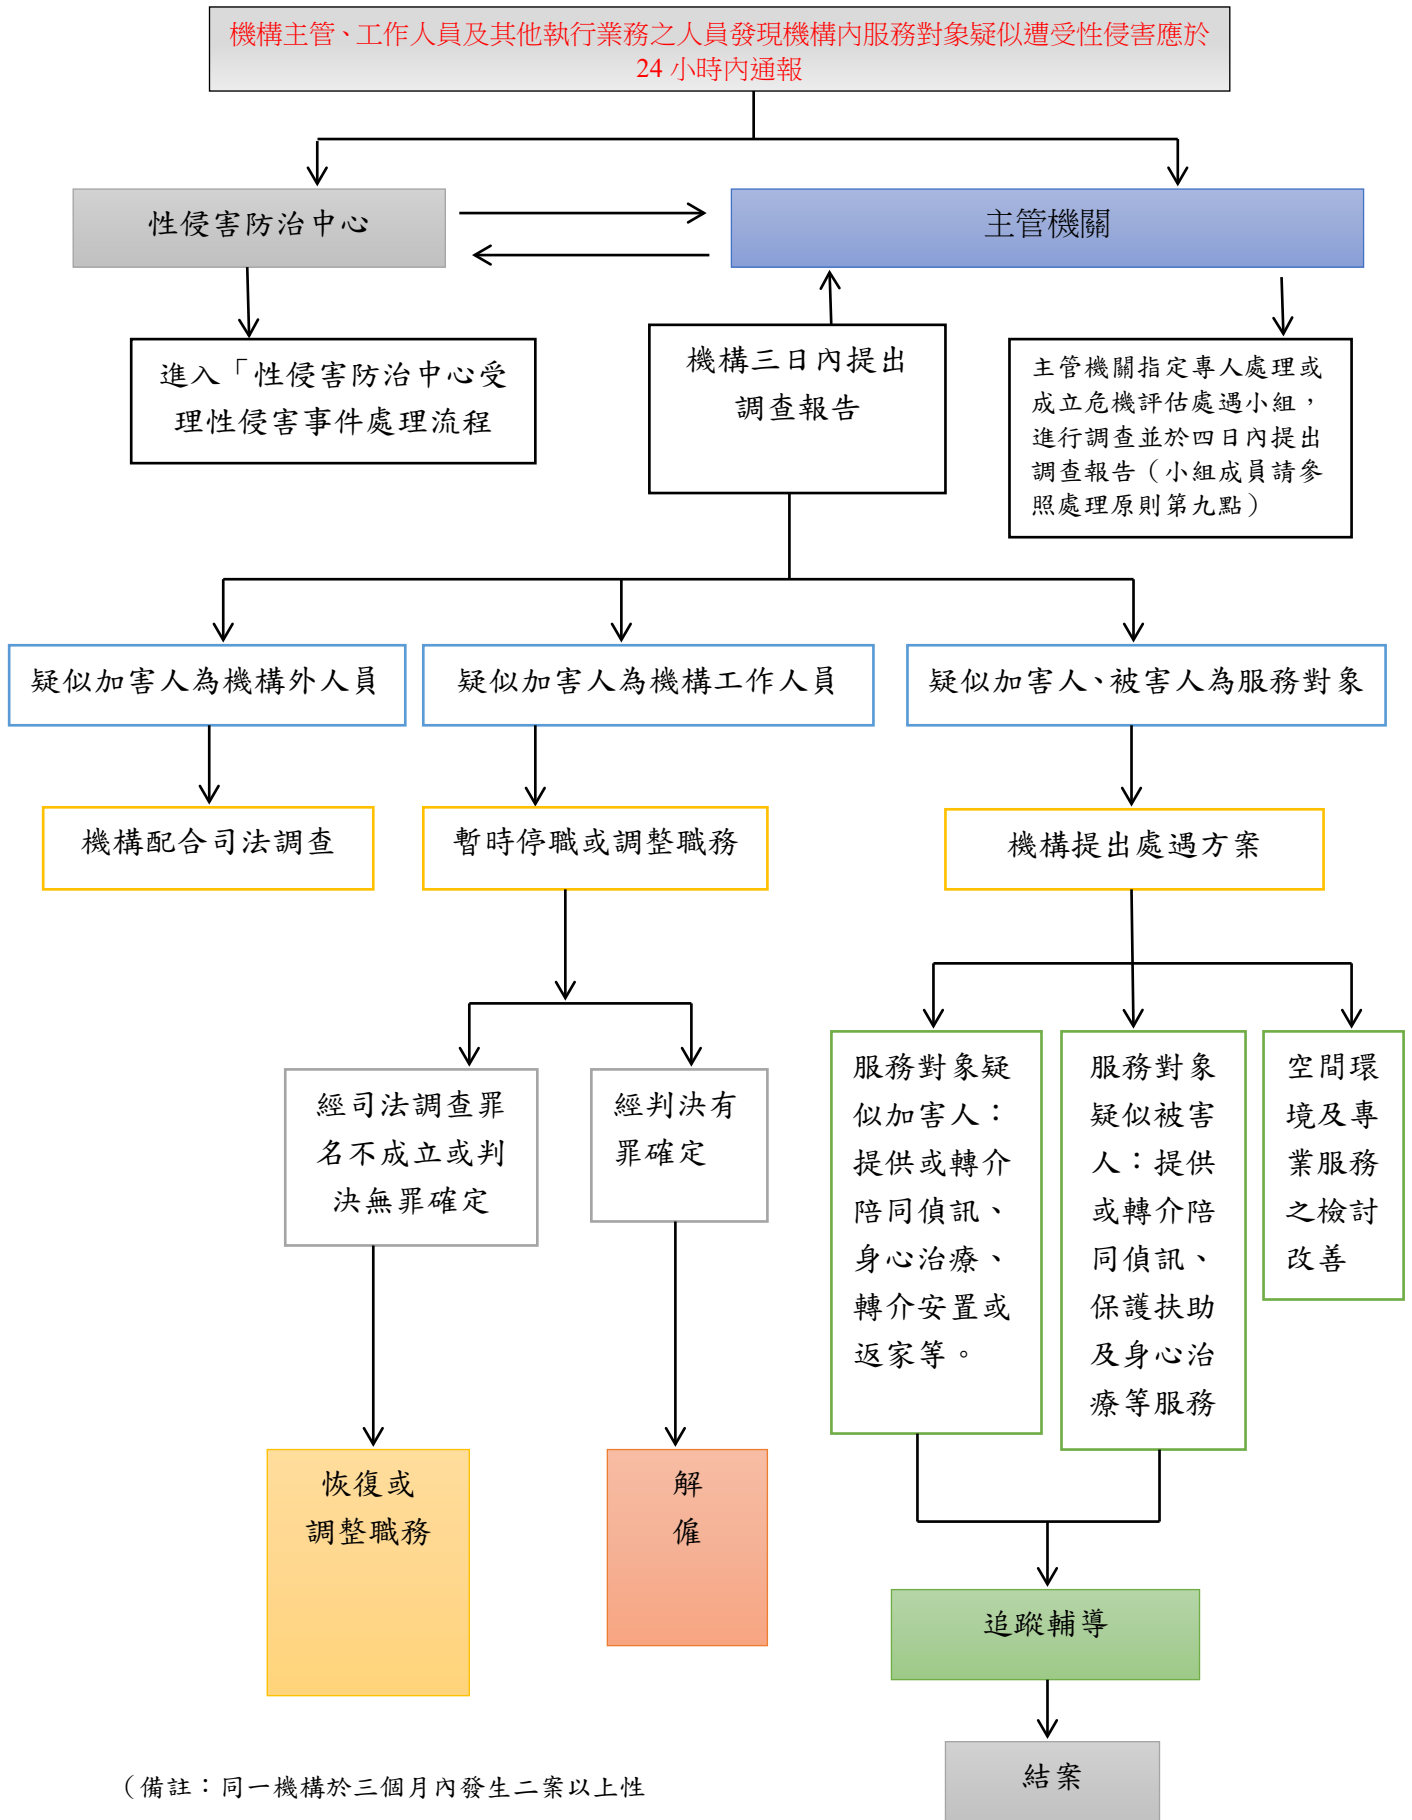 機構主管、工作人員及其他執行業務之人員發現機構內服務對象疑似遭受性侵害應於
24 小時內通報
性侵害防治中心
主管機關
進入「性侵害防治中心受
理性侵害事件處理流程
機構三日內提出
調查報告
主管機關指定專人處理或
成立危機評估處遇小組，
進行調查並於四日內提出
調查報告（小組成員請參
照處理原則第九點）
疑似加害人為機構外人員
疑似加害人為機構工作人員
疑似加害人、被害人為服務對象
機構配合司法調查
暫時停職或調整職務
機構提出處遇方案
經司法調查罪
名不成立或判
決無罪確定
經判決有
罪確定
服務對象疑
似加害人：
提供或轉介
陪同偵訊、
身心治療、
轉介安置或
返家等。
服務對象
疑似被害
人：提供
或轉介陪
同偵訊、
保護扶助
及身心治
療等服務
空間環
境及專
業服務
之檢討
改善
恢復或
調整職務
解
僱
追蹤輔導
結案
（備註：同一機構於三個月內發生二案以上性